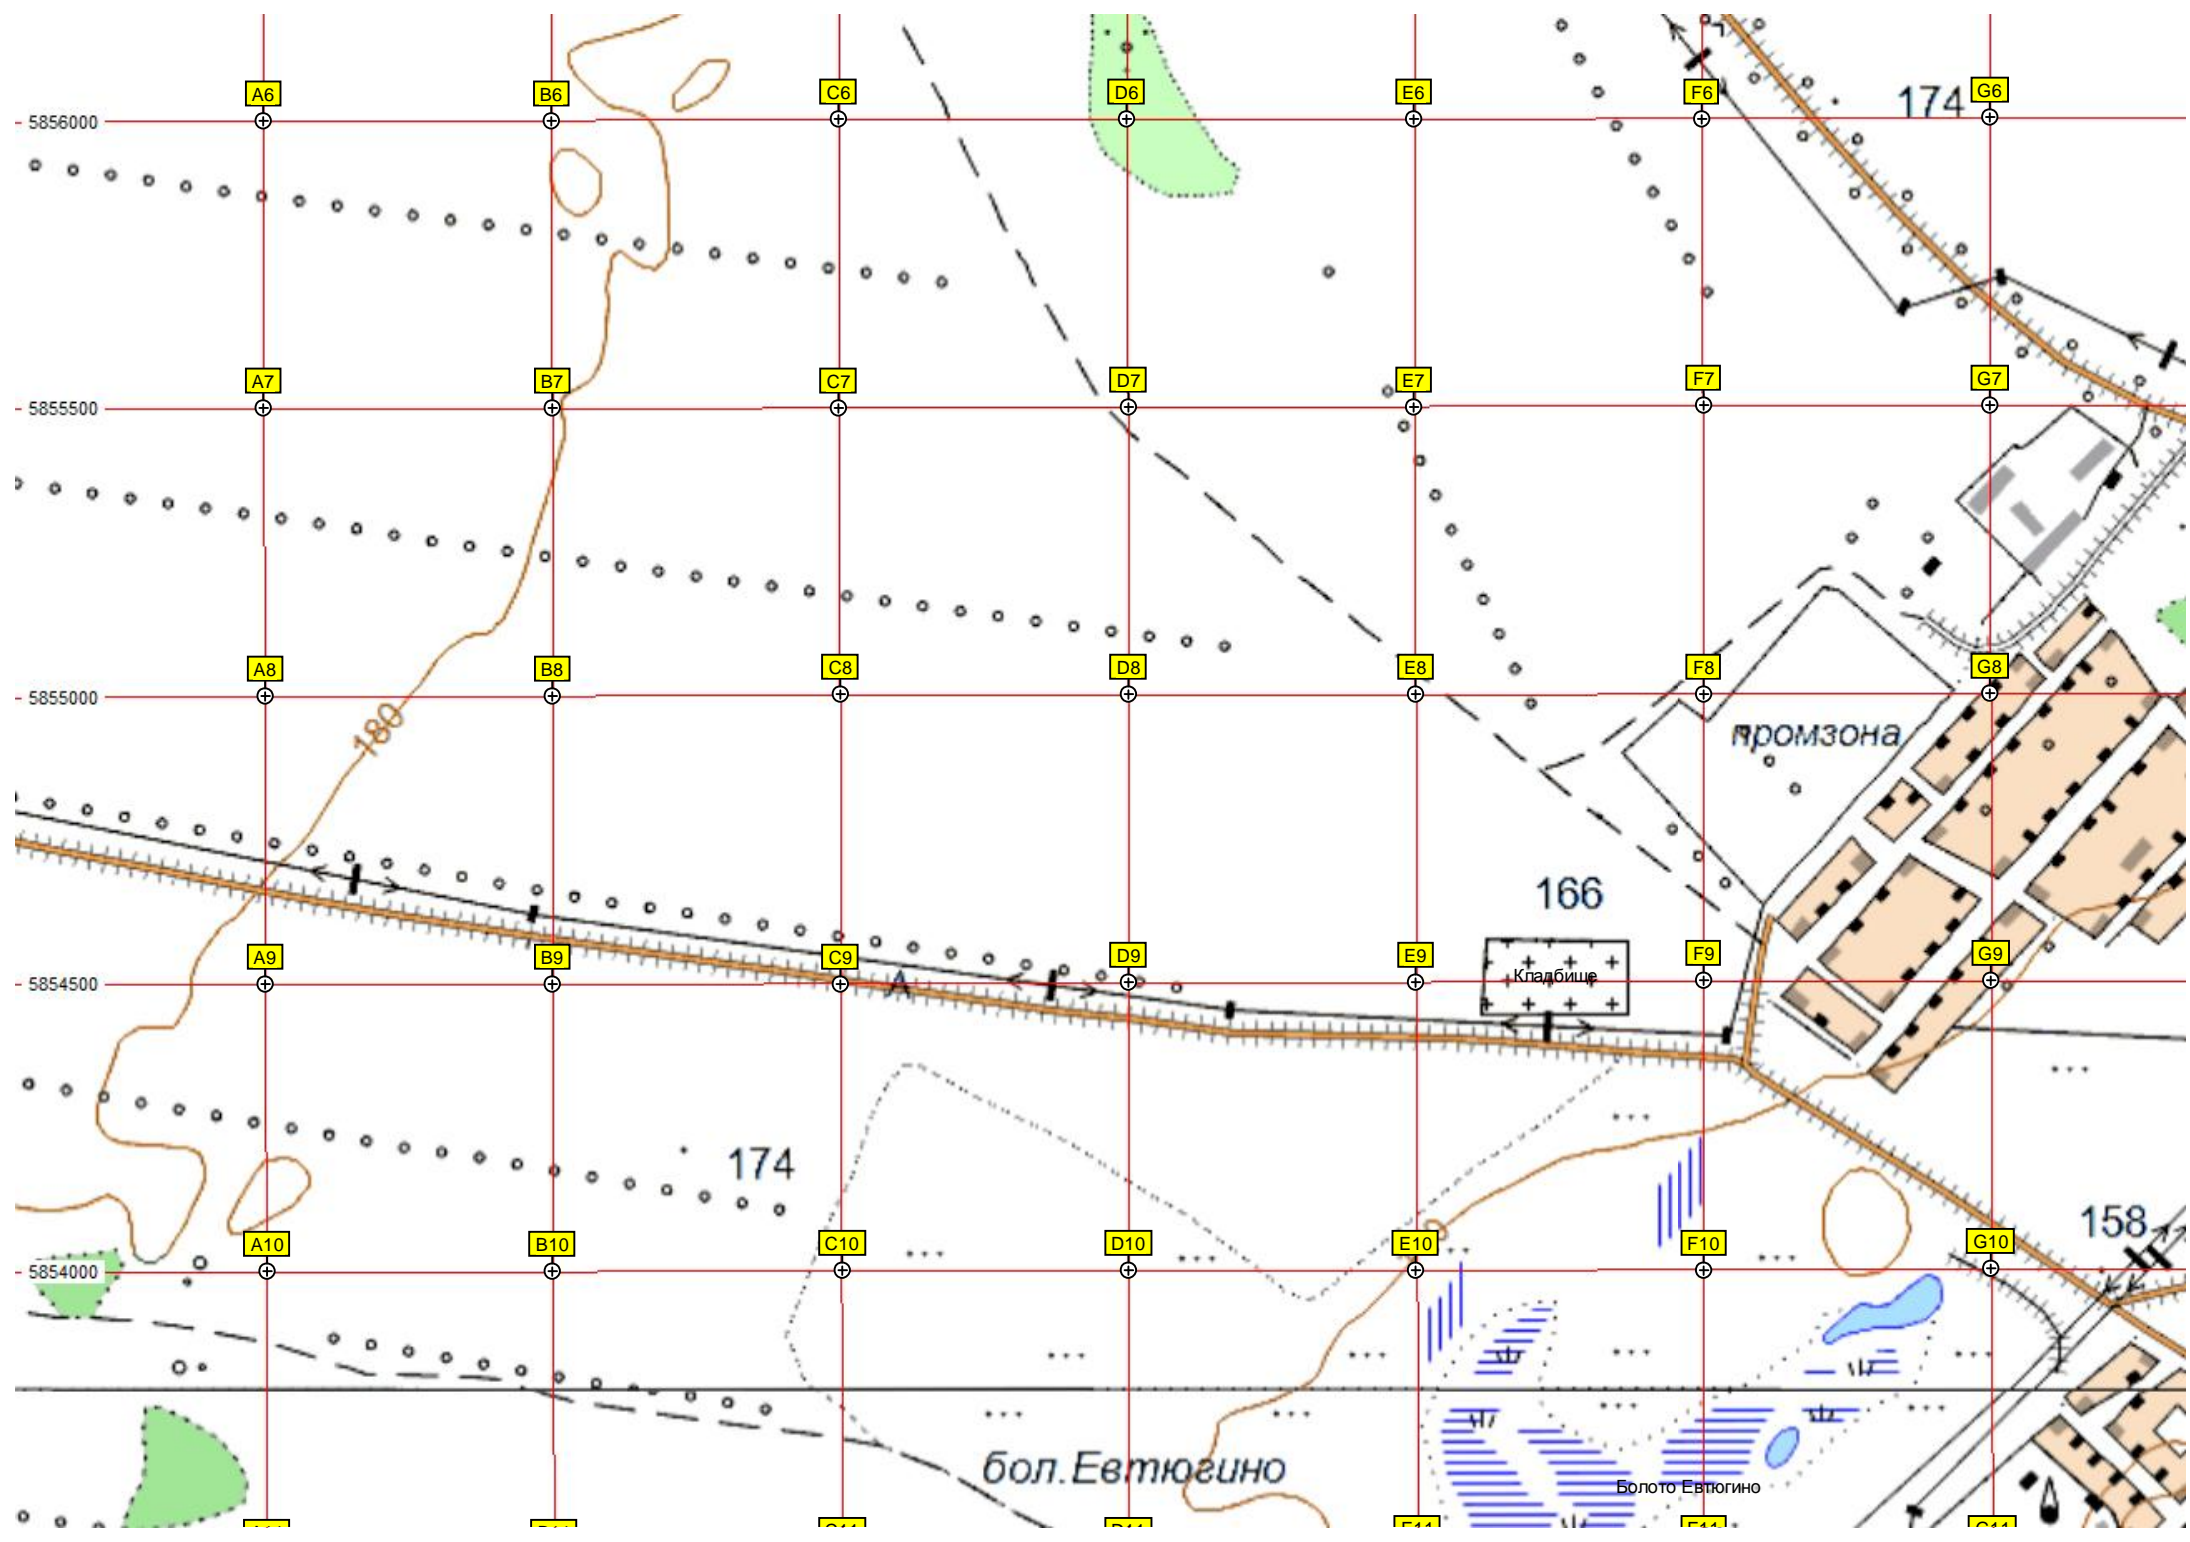 A6 B6 C6 D6 E6 F6 174 G6
5856000
A7 B7 C7 D7 E7 F7 G7
5855500
A8 B8 C8 D8 E8 F8 G8
5855000
180
промзона
166
A9 B9 C9 D9 E9 F9 G9
5854500
Кладбище
174
158
A10 B10 C10 D10 E10 F10 G10
5854000
бол.Евтюгино
Болото Евтюгино